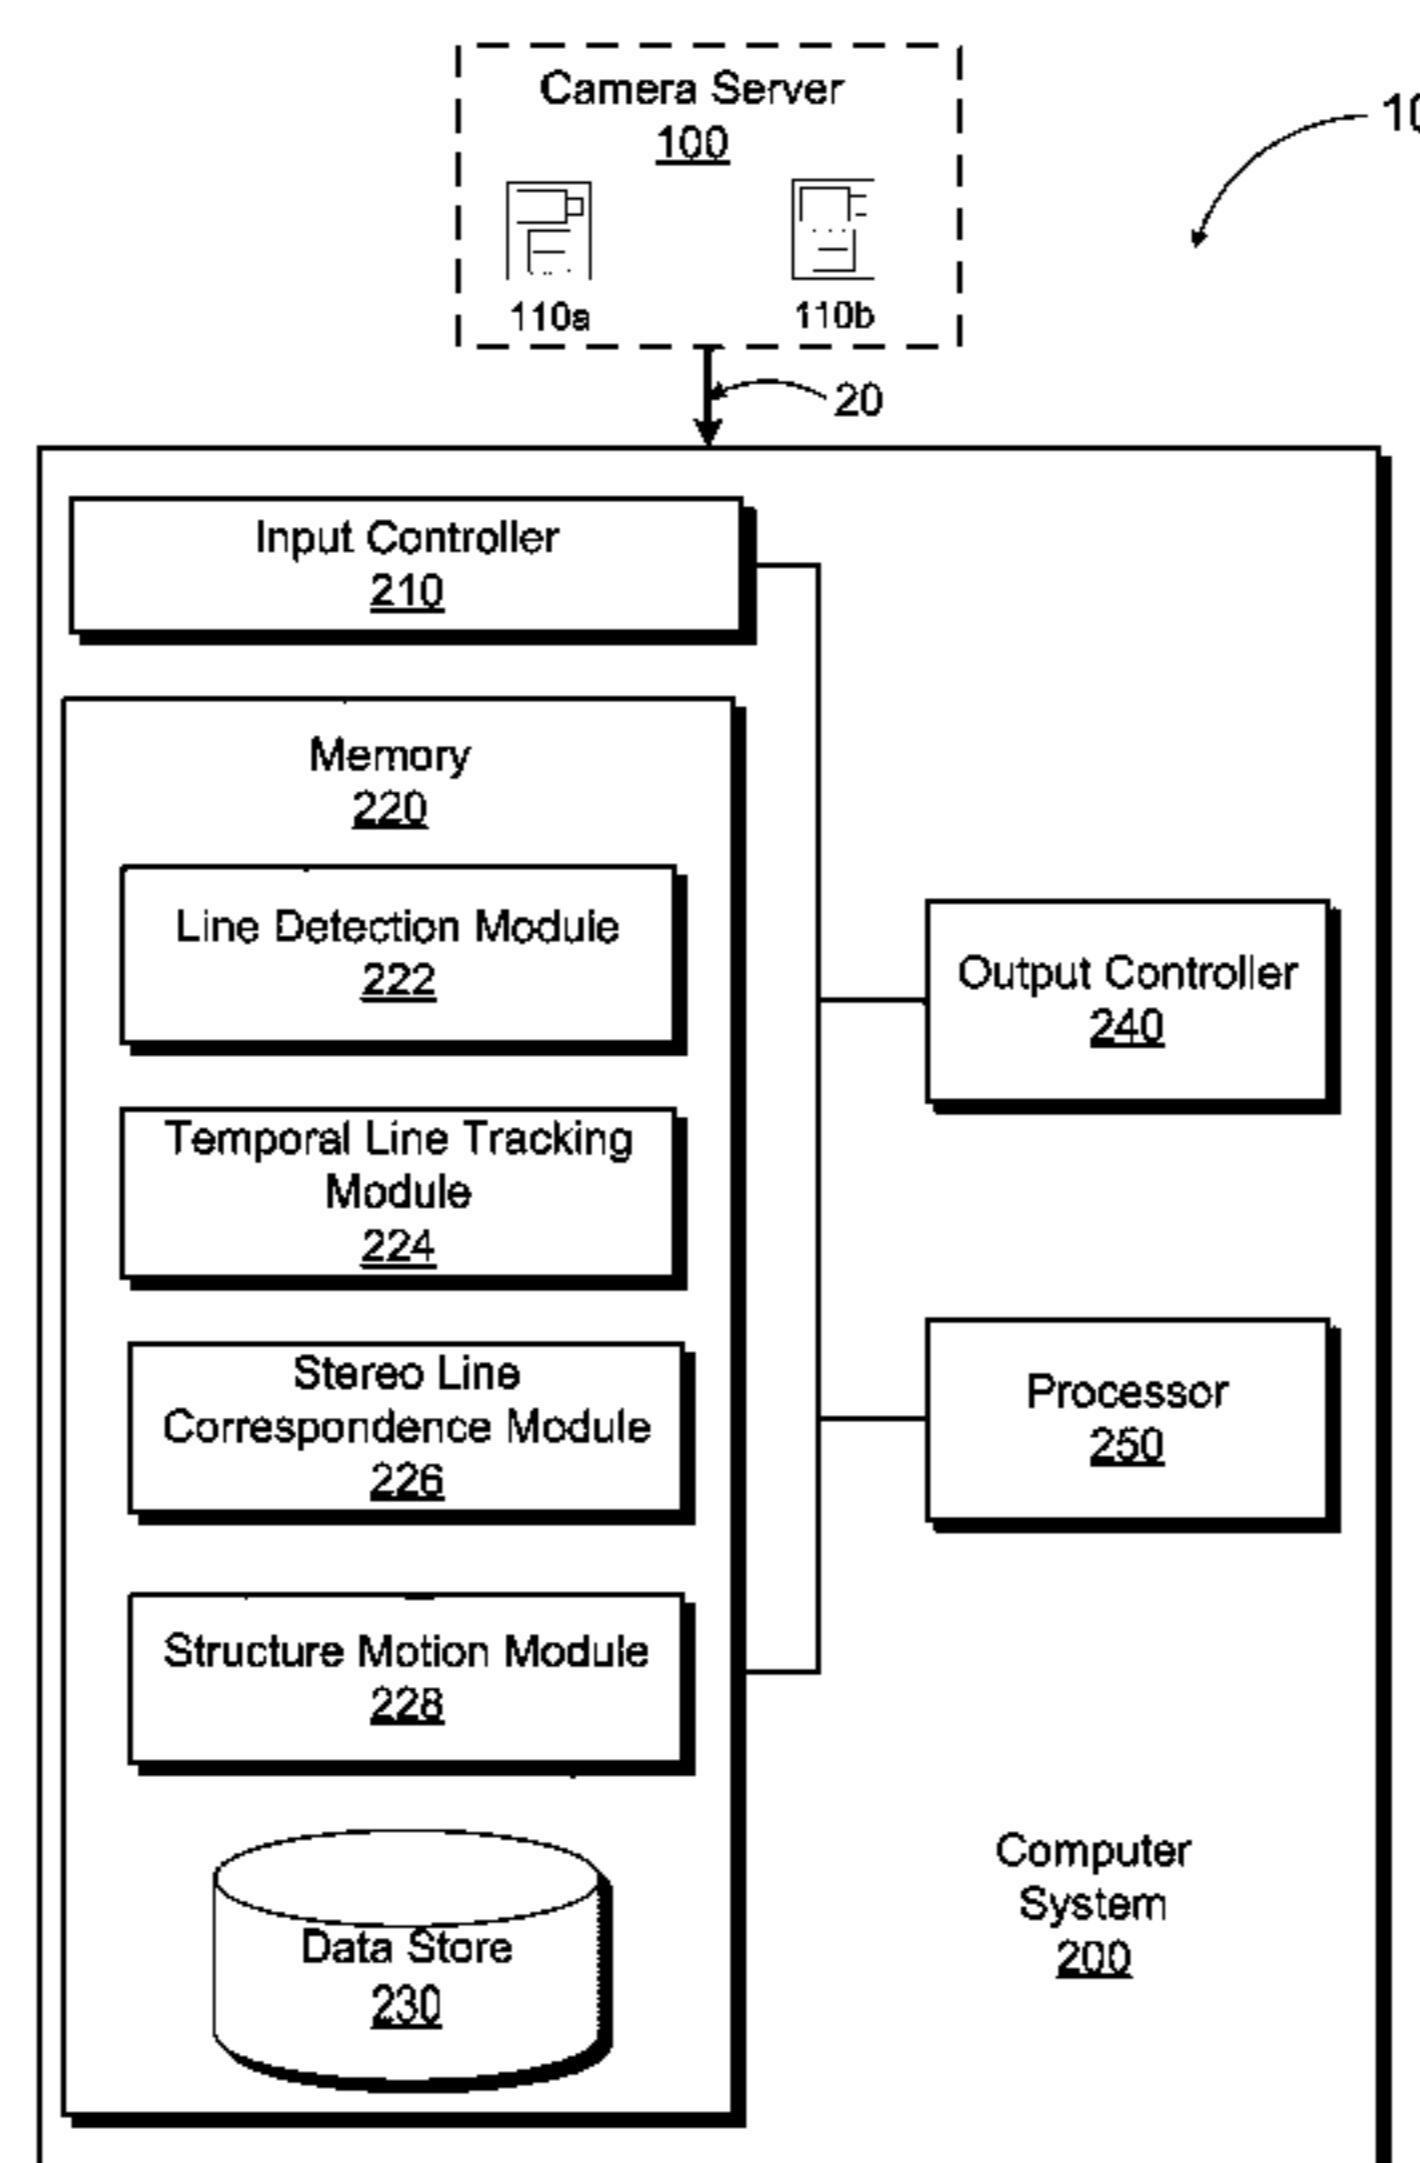 Camera Server
100
10
110a
110b
20
Input Controller
210
Memory
220
Line Detection Module
222
Output Controller
240
Temporal Line Tracking
Module
224
Stereo Line
Correspondence Module
226
Processor
250
Structure Motion Module
228
Computer
System
200
Data Store
230